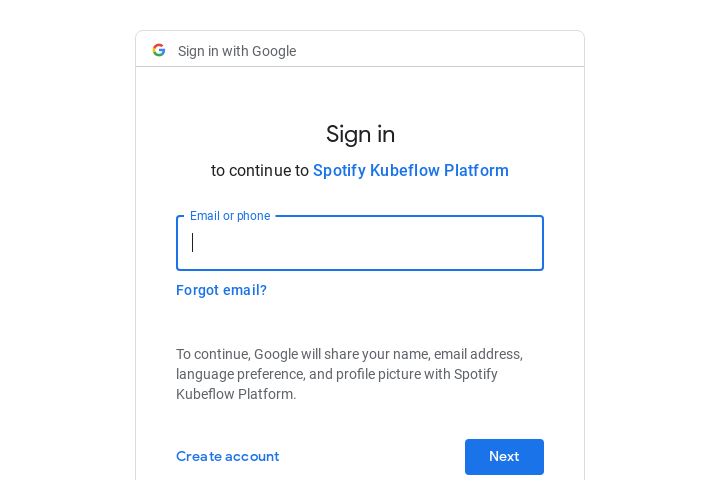 Sign in with Google
Sign in
to continue to Spotify Kubeflow Platform
Email or phone
Forgot email?
To continue, Google will share your name, email address,
language preference, and profile picture with Spotify
Kubeflow Platform.
Create account
Next